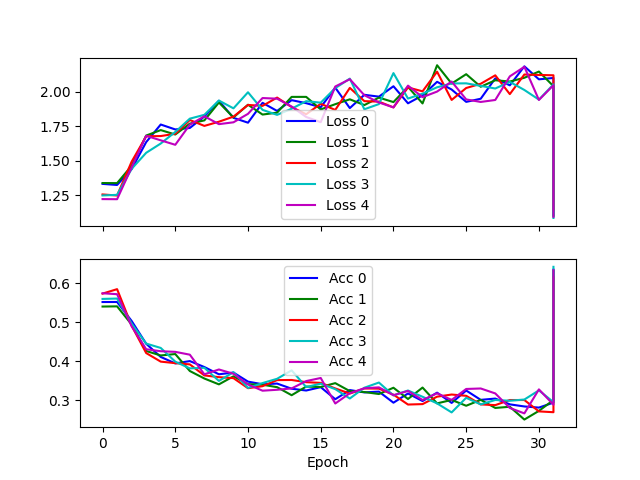 2.00
1.75
1.50
1.25
Loss 0
Loss 1
Loss 2
Loss 3
Loss 4
0.6
0.5
0.4
0.3
Acc 0
Acc 1
Acc 2
Acc 3
Acc 4
0 5 10 15 20 25 30
Epoch